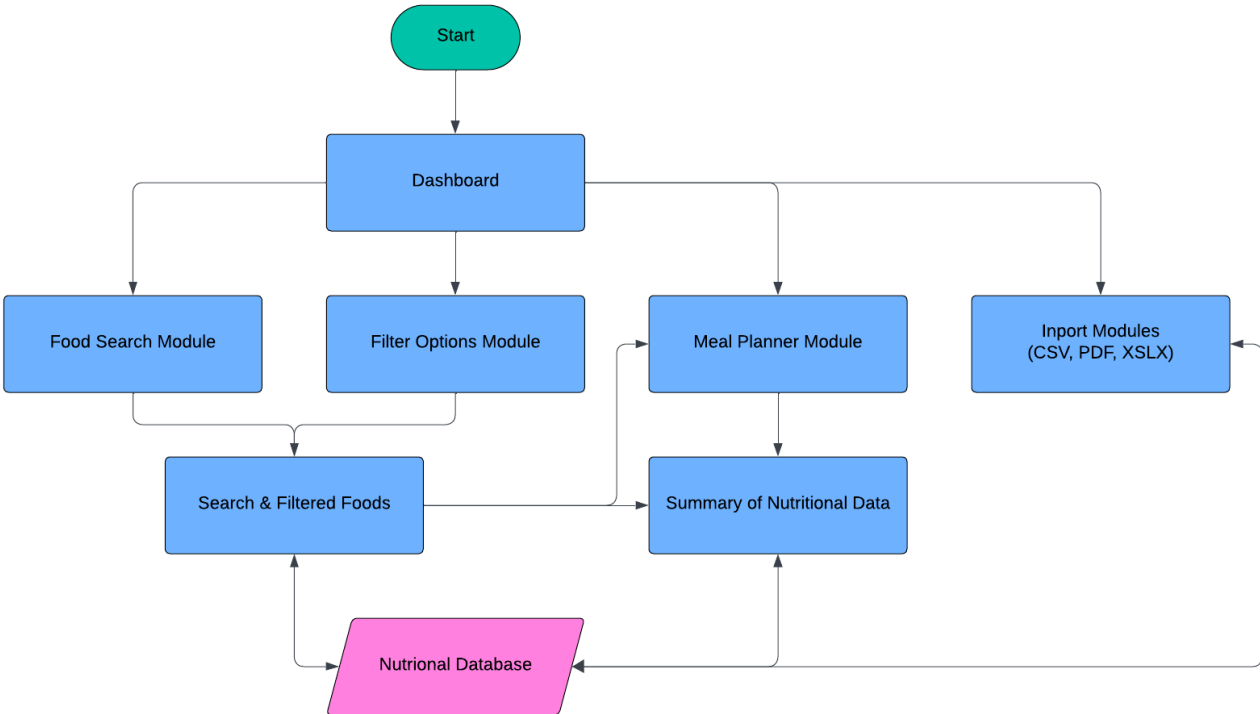 Start
Dashboard
Food Search Module
Filter Options Module
Meal Planner Module
Inport Modules
(CSV, PDF, XSLX)
Search & Filtered Foods
Summary of Nutritional Data
Nutrional Database